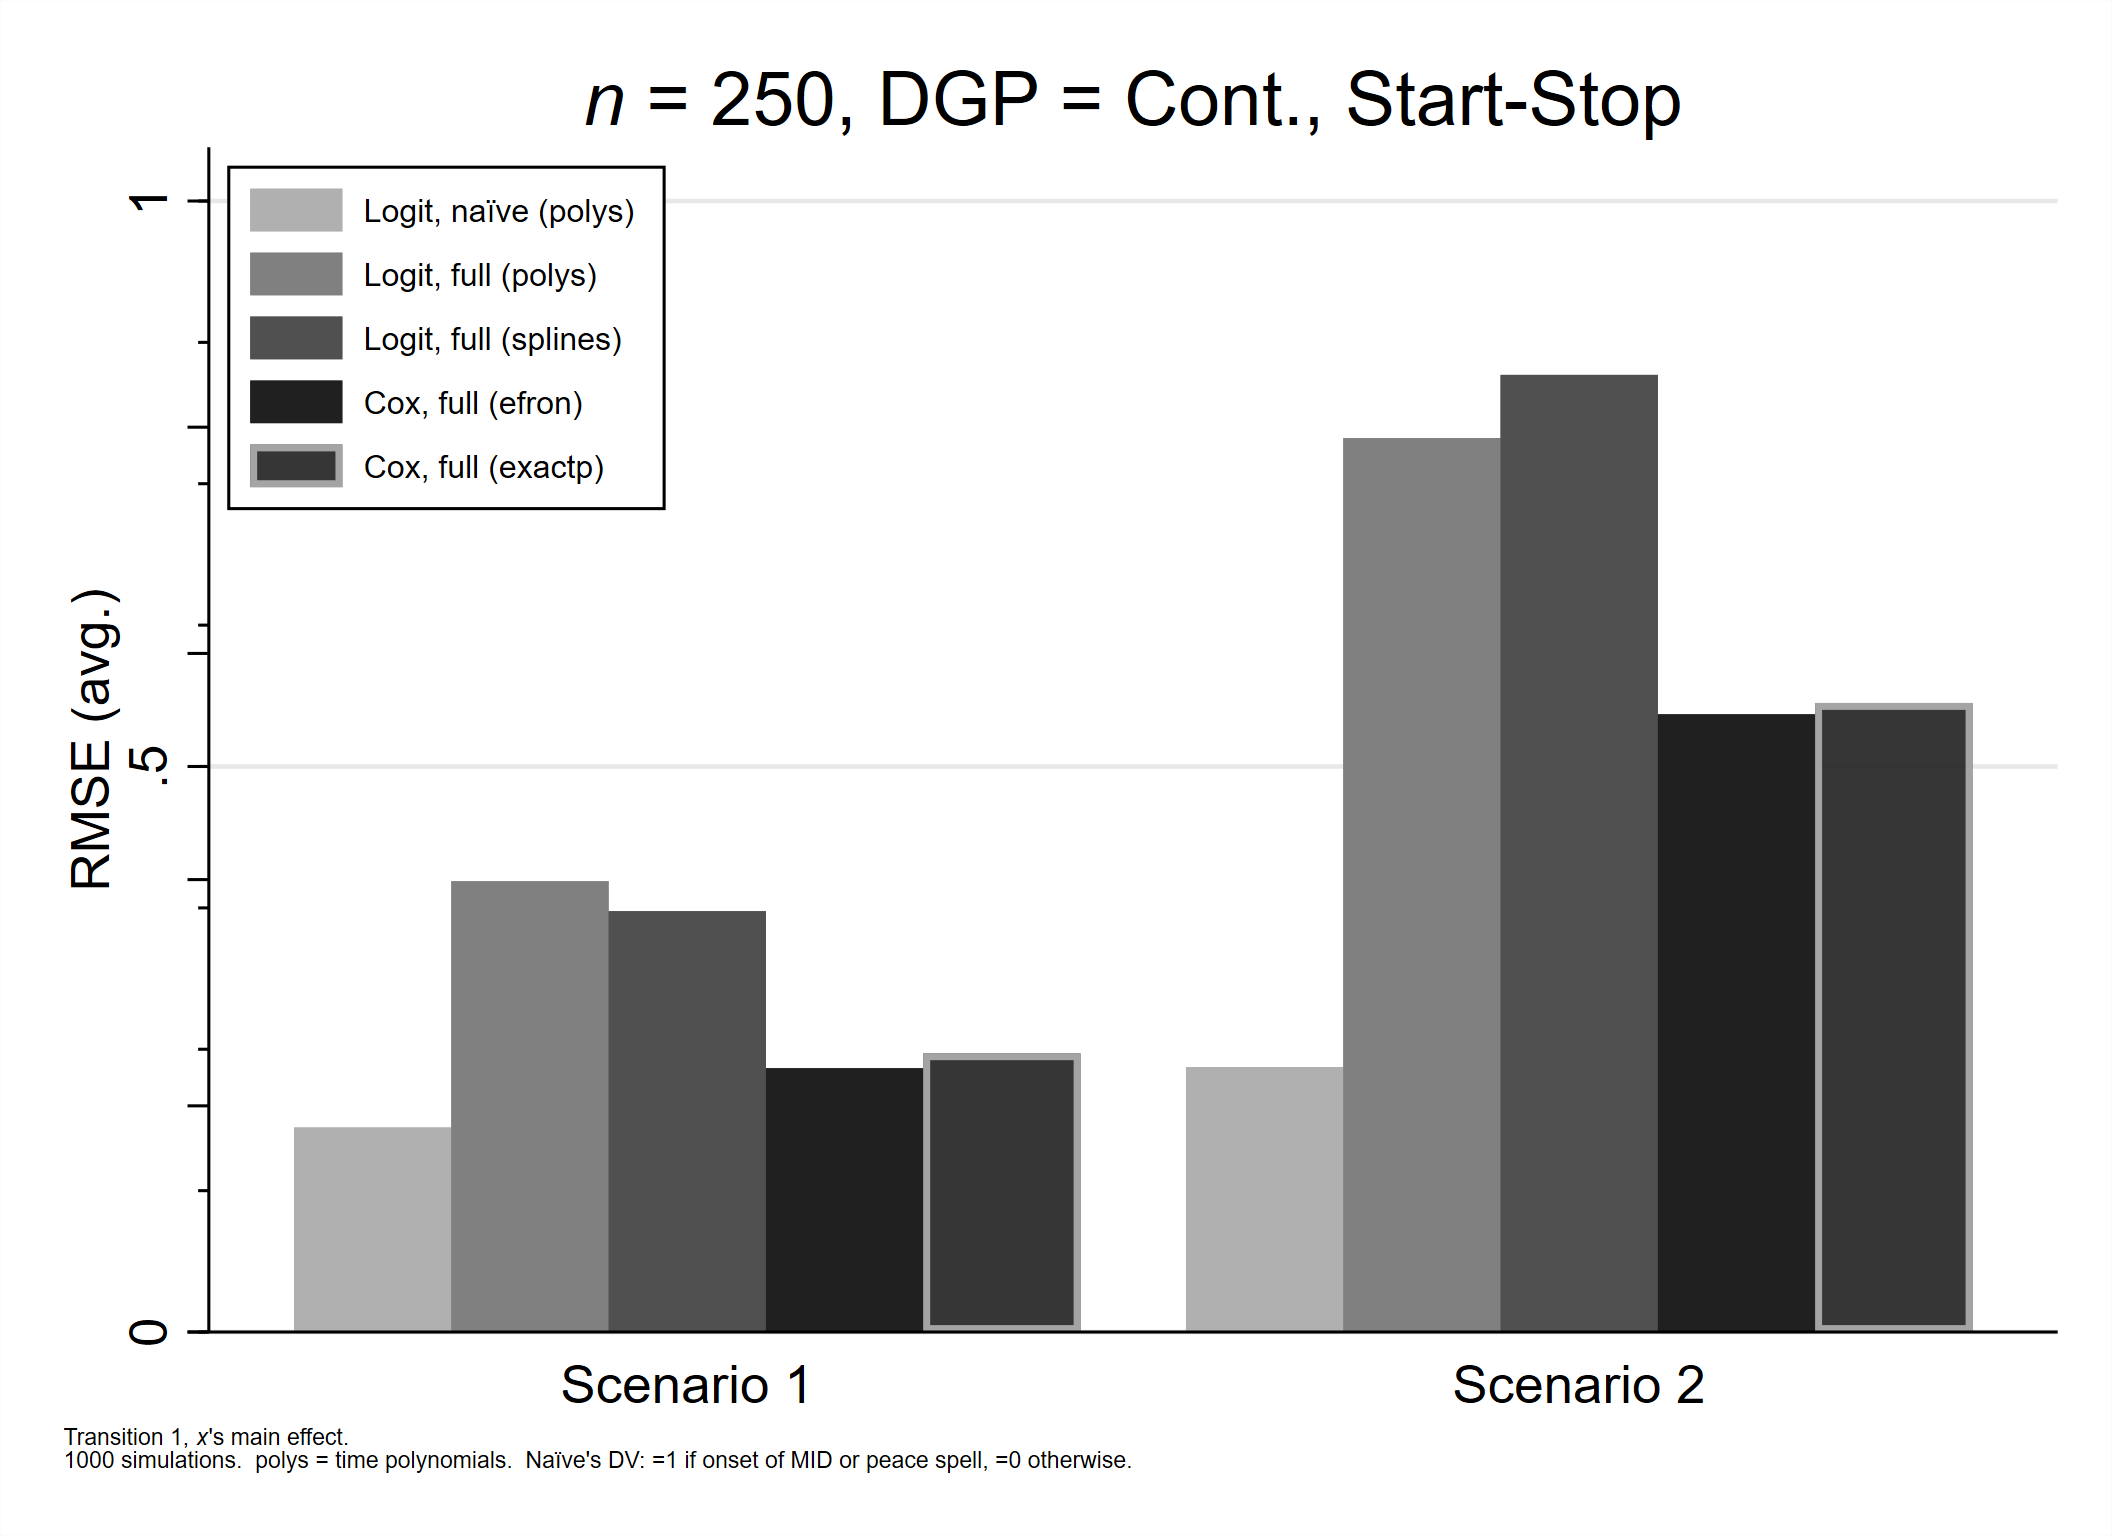 n = 250, DGP = Cont., Start-Stop
Logit, naïve (polys)
Logit, full (polys)
Logit, full (splines)
Cox, full (efron)
Cox, full (exactp)
RMSE (avg.)
1
.5
0
Scenario 1
Scenario 2
Transition 1, x's main effect.
1000 simulations.  polys = time polynomials.  Naïve's DV: =1 if onset of MID or peace spell, =0 otherwise.